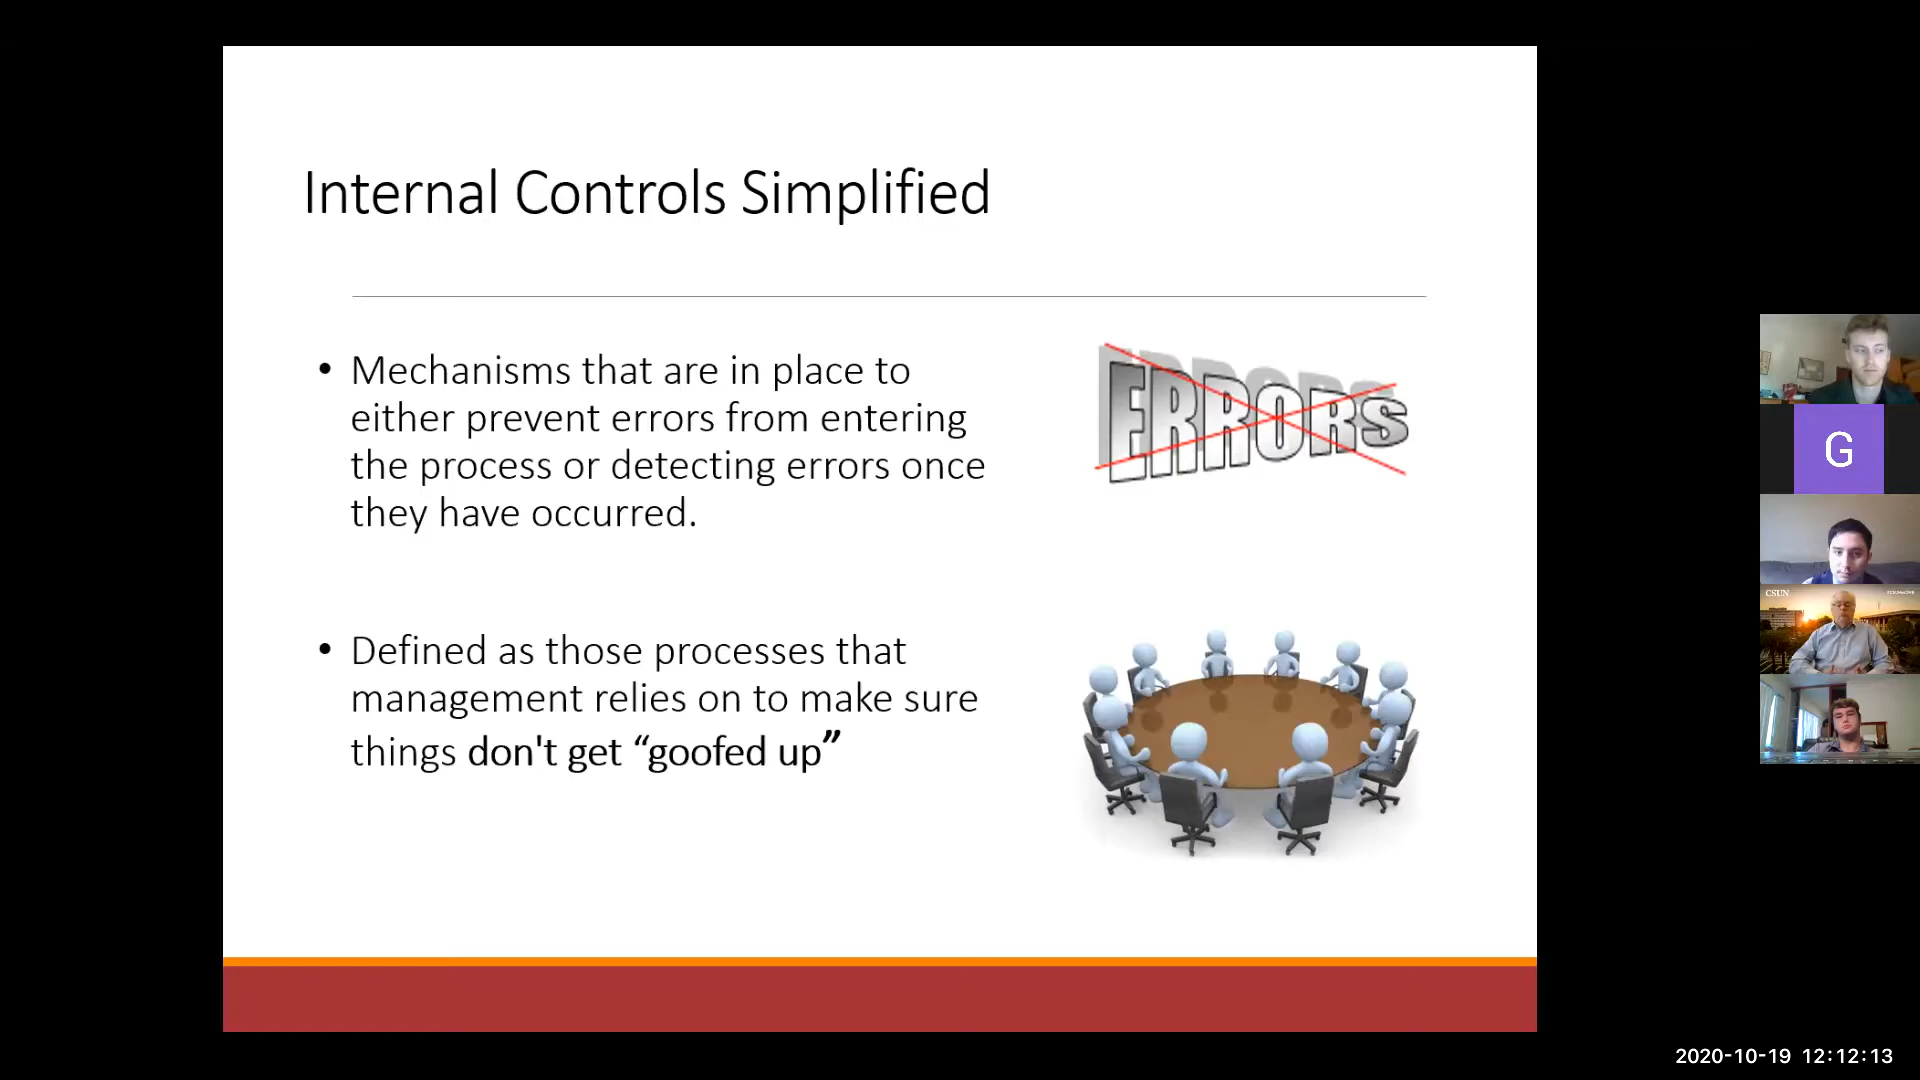 Internal Controls Simplified
• Mechanisms that are in place to
either prevent errors from entering
the process or detecting errors once
they have occurred.
ERRORS
• Defined as those processes that
management relies on to make sure
things don't get “goofed up”
G
CSUN
2020-10-19 12:12:13